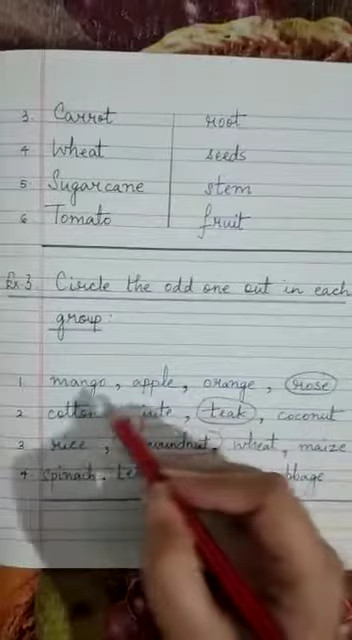 3. Carrot root
4 Wheat seeds
5. Sugarcane stem
6 Tomato fruit
Ex 3 Circle the odd one out in each
group:
1 mango, apple, orange, rose
2 cotton, jute, teak, coconut
3 rice, wheat, maize
4 spinach.